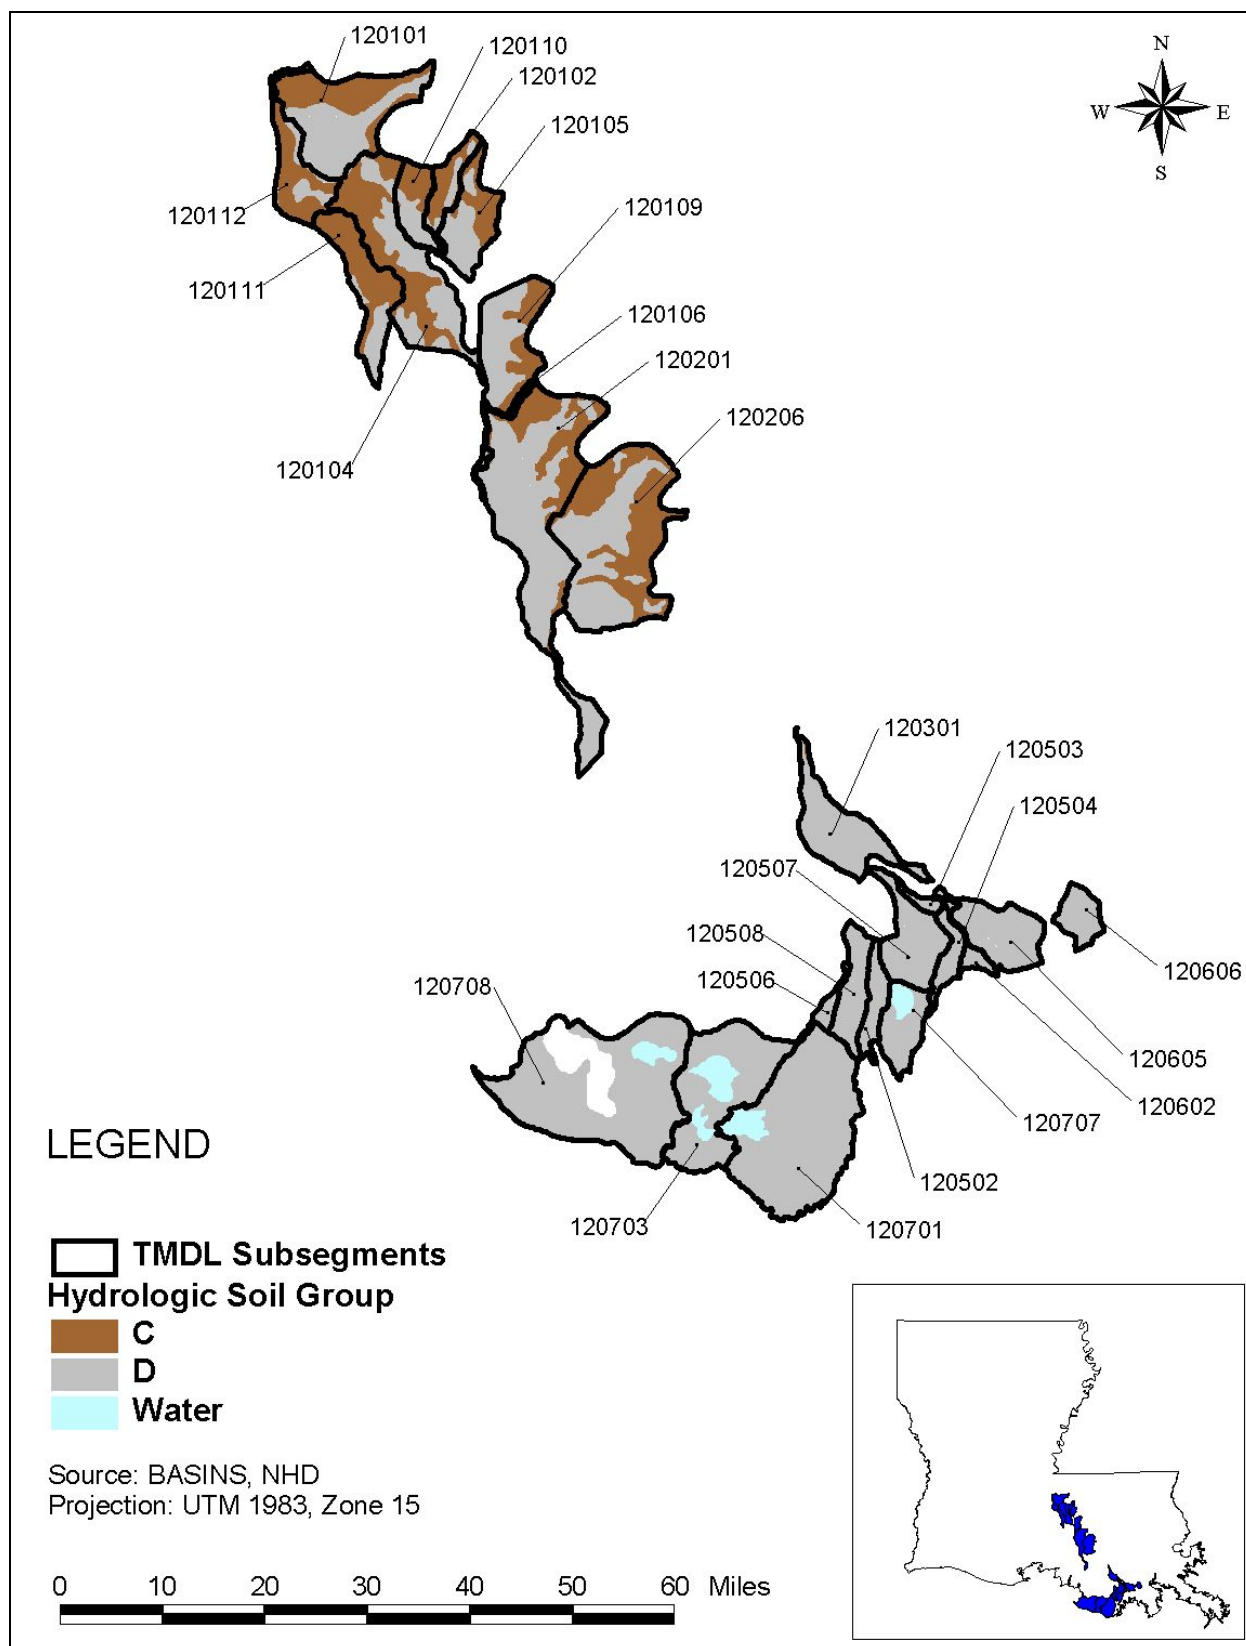 120101
120110
120102
120105
120109
120112
120111
120106
120201
120206
120104
N
W
E
S
120301
120503
120504
120507
120508
120506
120708
120606
120605
120602
120707
120502
120701
120703
LEGEND
TMDL Subsegments
Hydrologic Soil Group
C
D
Water
Source: BASINS, NHD
Projection: UTM 1983, Zone 15
0 10 20 30 40 50 60 Miles